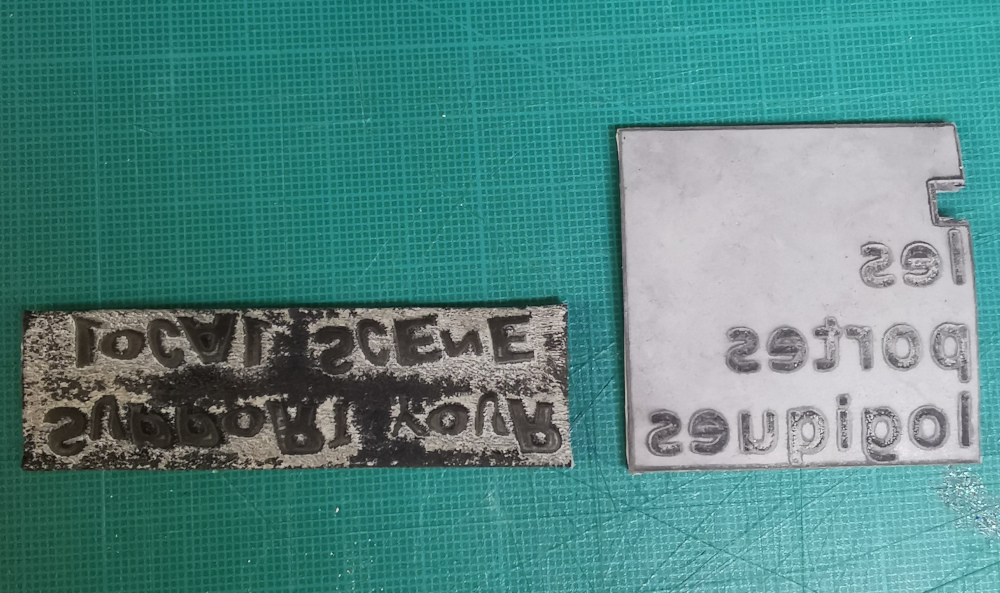 SUPPORT YOUR
LOCAL SCENE
les
portes
logiques